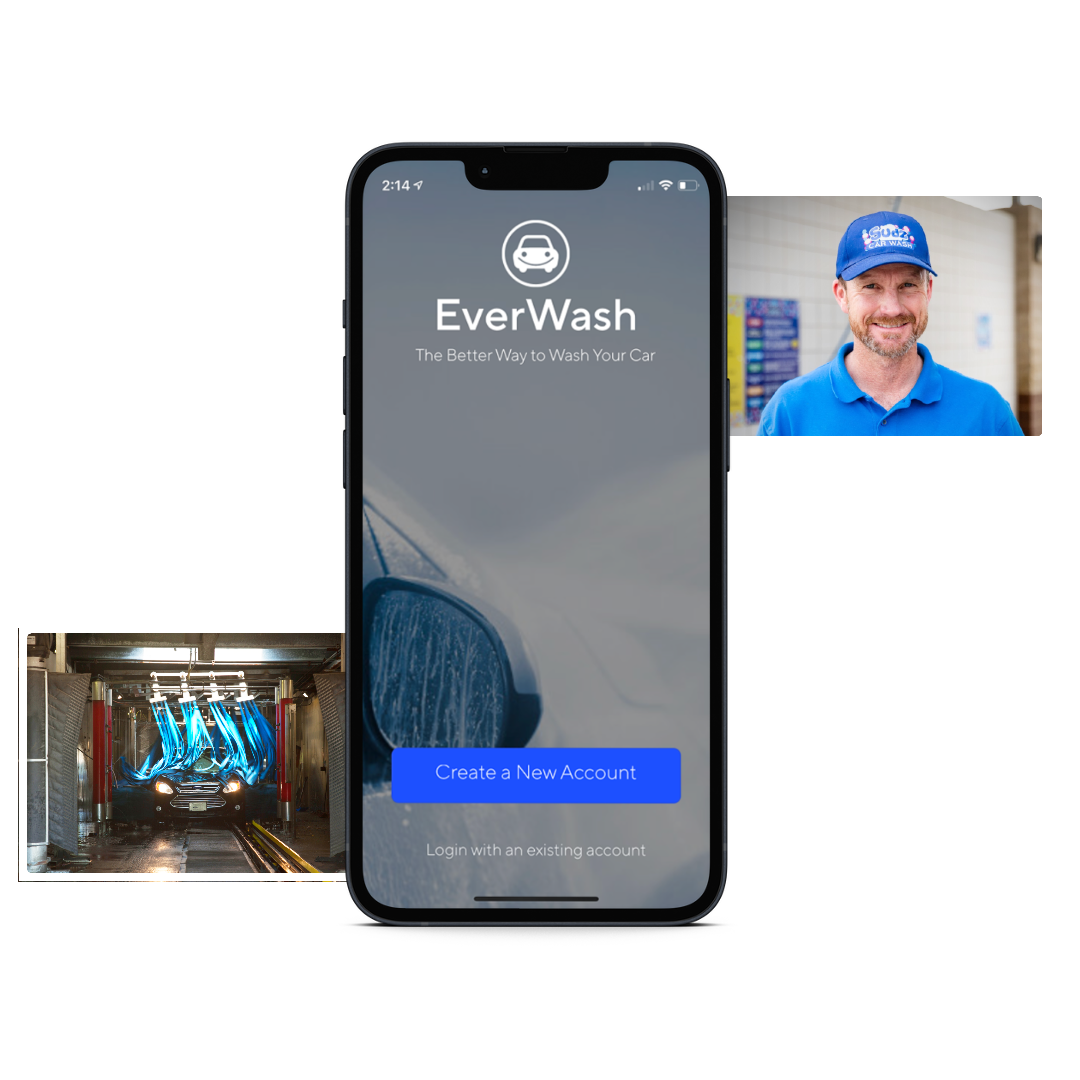 2:14
EverWash
The Better Way to Wash Your Car
Create a New Account
Login with an existing account
Sudz
CAR WASH